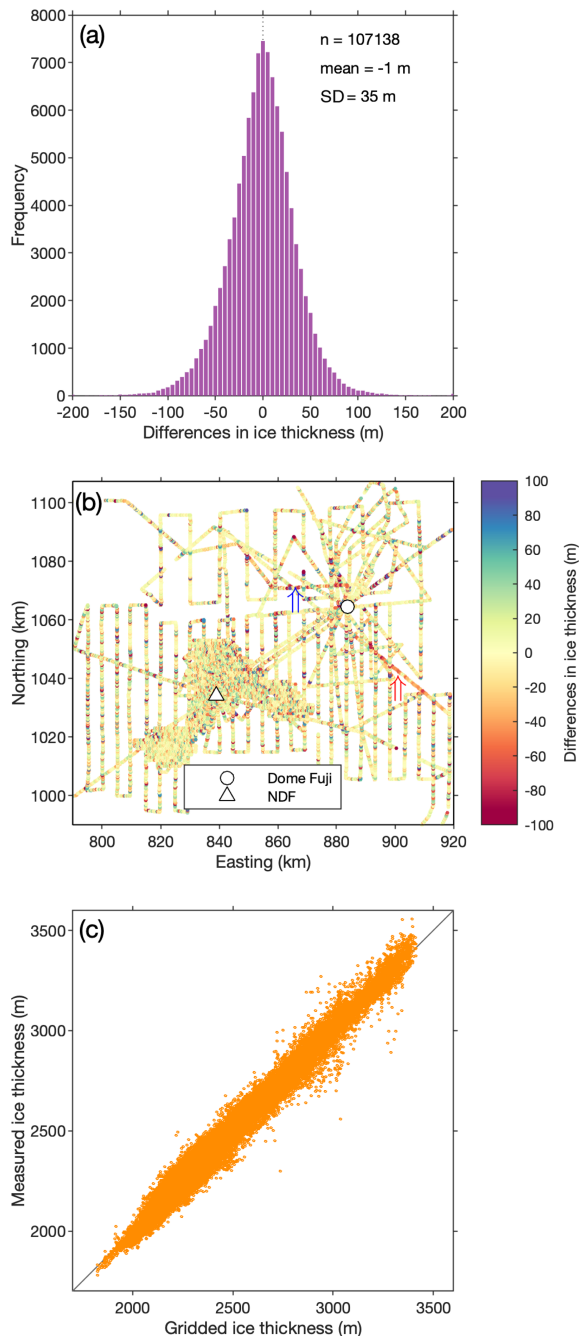 (a)
n = 107138
mean = -1 m
SD = 35 m
Frequency
8000
7000
6000
5000
4000
3000
2000
1000
0
-200 -150 -100 -50 0 50 100 150 200
Differences in ice thickness (m)
(b)
Northing (km)
1100
1080
1060
1040
1020
1000
Dome Fuji
NDF
800 820 840 860 880 900 920
Easting (km)
100
80
60
40
20
0
-20
-40
-60
-80
-100
Differences in ice thickness (m)
(c)
Measured ice thickness (m)
3500
3000
2500
2000
2000 2500 3000 3500
Gridded ice thickness (m)